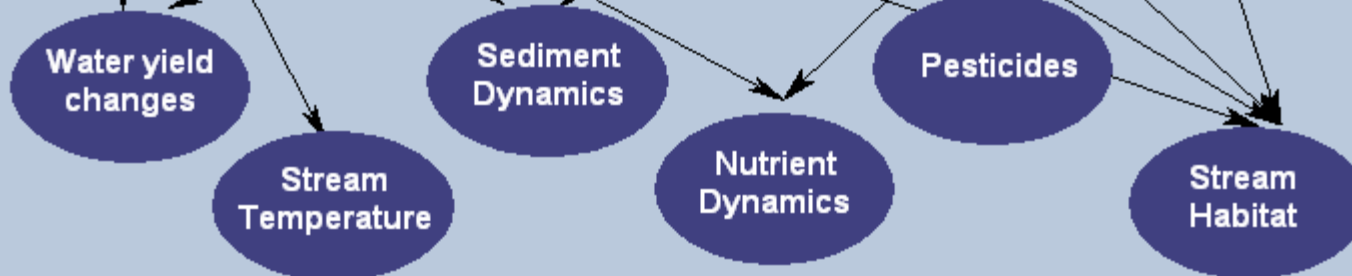 Water yield
changes
Stream
Temperature
Sediment
Dynamics
Nutrient
Dynamics
Pesticides
Stream
Habitat